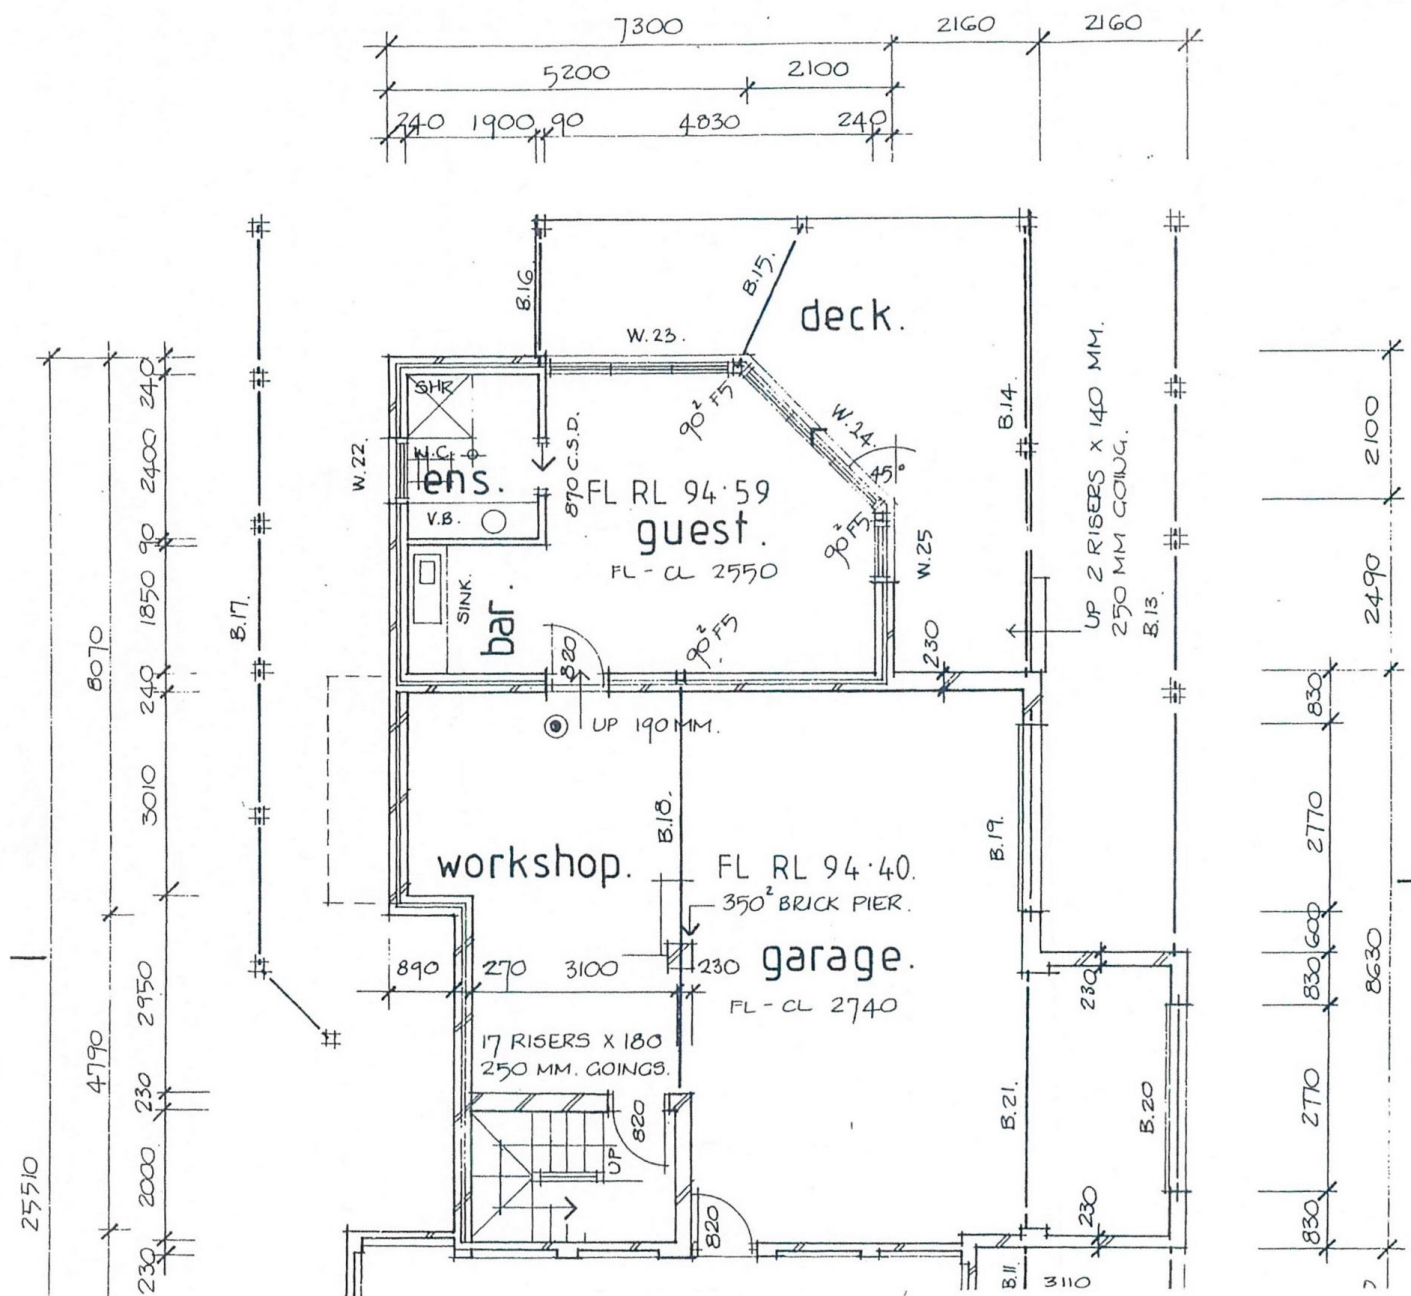 7300
2160
2160
5200
2100
240
1900
90
4830
240
B.16.
B.15.
deck.
W.23.
SHR
90² F5
W.24.
B.14
W.22.
W.C.
ens.
V.B.
870 C.S.D.
45°
FL RL 94·59
guest.
FL - CL 2550
90² F5
W.25
UP 2 RISERS X 140 MM.
250 MM GOING.
B.13.
B.17.
SINK.
bar.
820
90² F5
230
UP 190 MM.
B.18.
B.19.
workshop.
FL RL 94·40.
350² BRICK PIER.
garage.
FL - CL 2740
890
270
3100
230
230
17 RISERS X 180
250 MM. GOINGS.
820
UP
B.21.
B.20
820
230
B.11.
3110
240
2400
90
1850
240
3010
2950
230
2000
230
8070
4790
25510
2100
2490
8630
830
2770
600
830
2770
830